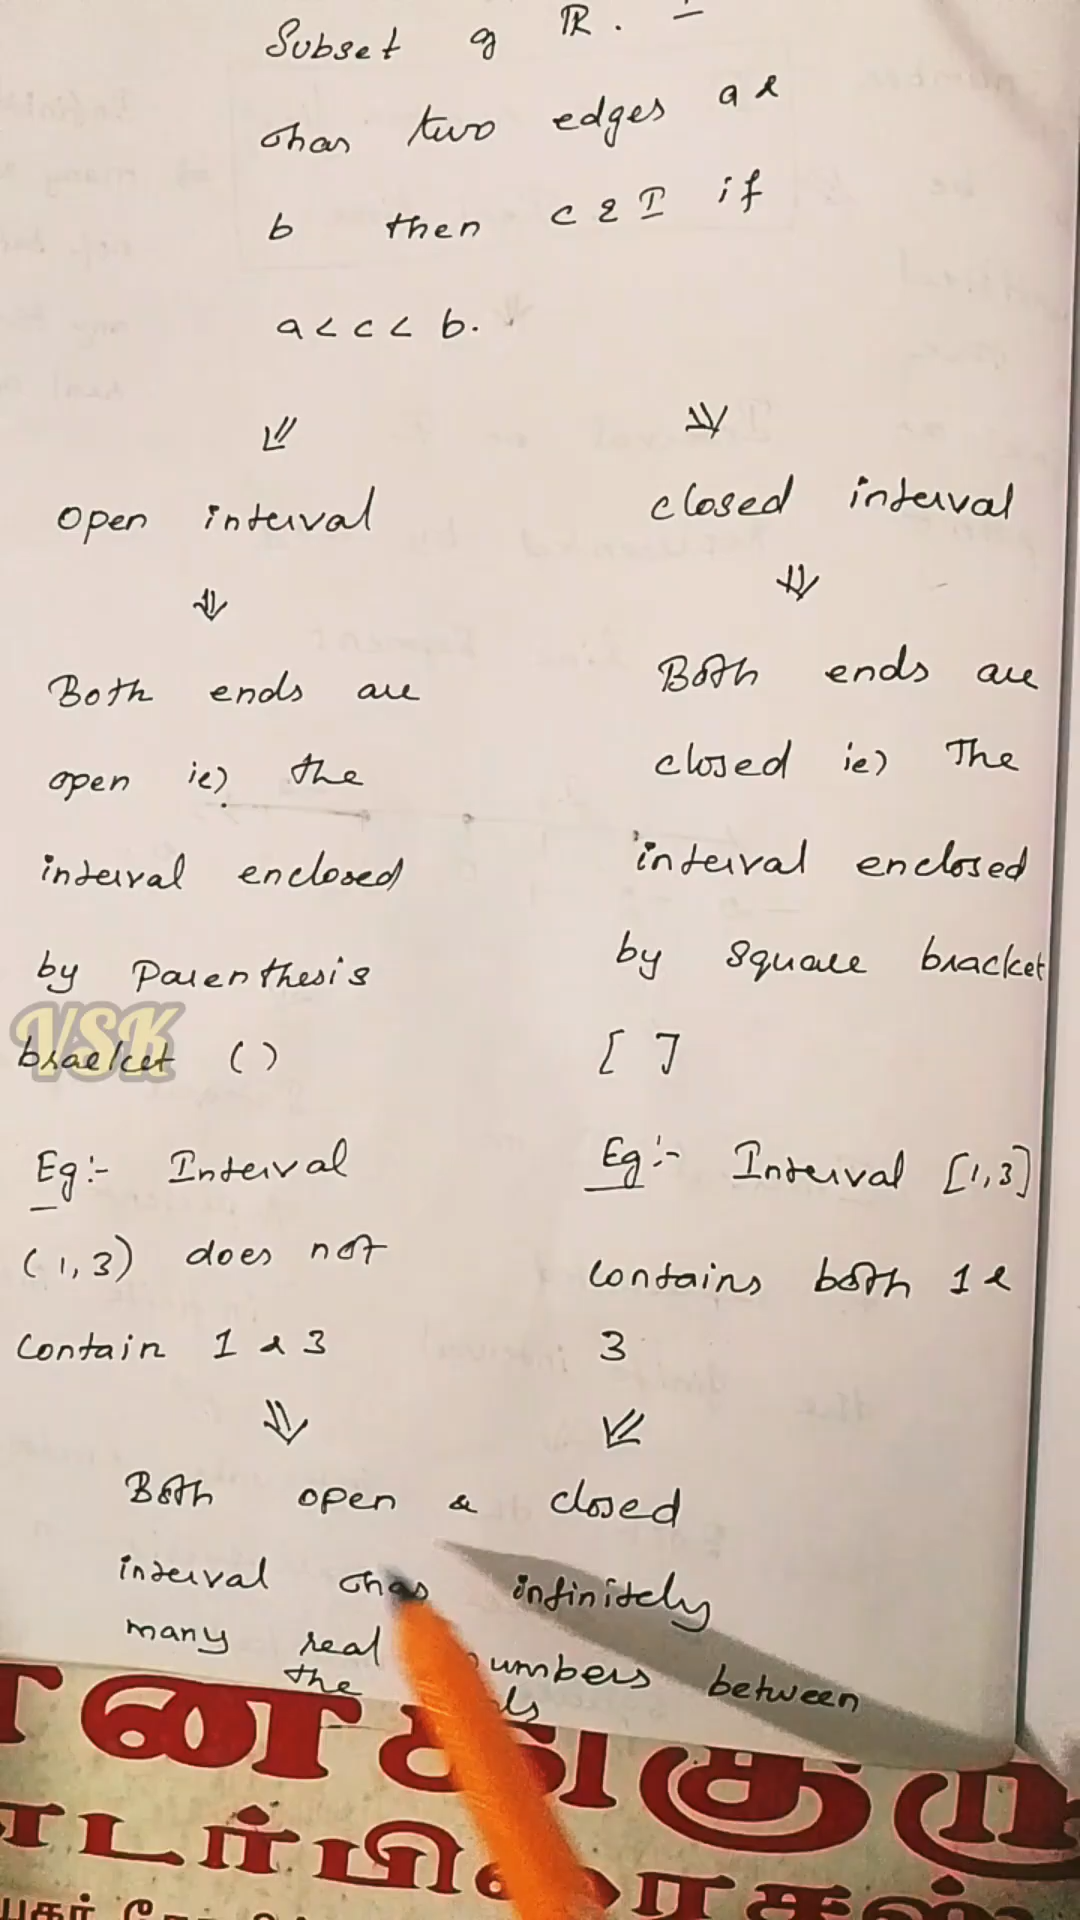 Subset of ℝ.
has two edges a &
b then c & I if
a < c < b.
Open interval
Both ends are
open ie) the
interval enclosed
by Parenthesis
bracket ()
Eg:- Interval
(1,3) does not
Contain 1 & 3
closed interval
Both ends are
closed ie) The
interval enclosed
by square bracket
[ ]
Eg:- Interval [1,3]
Contains both 1 &
3
Both open & closed
interval has infinitely
many real numbers between
the
VSK